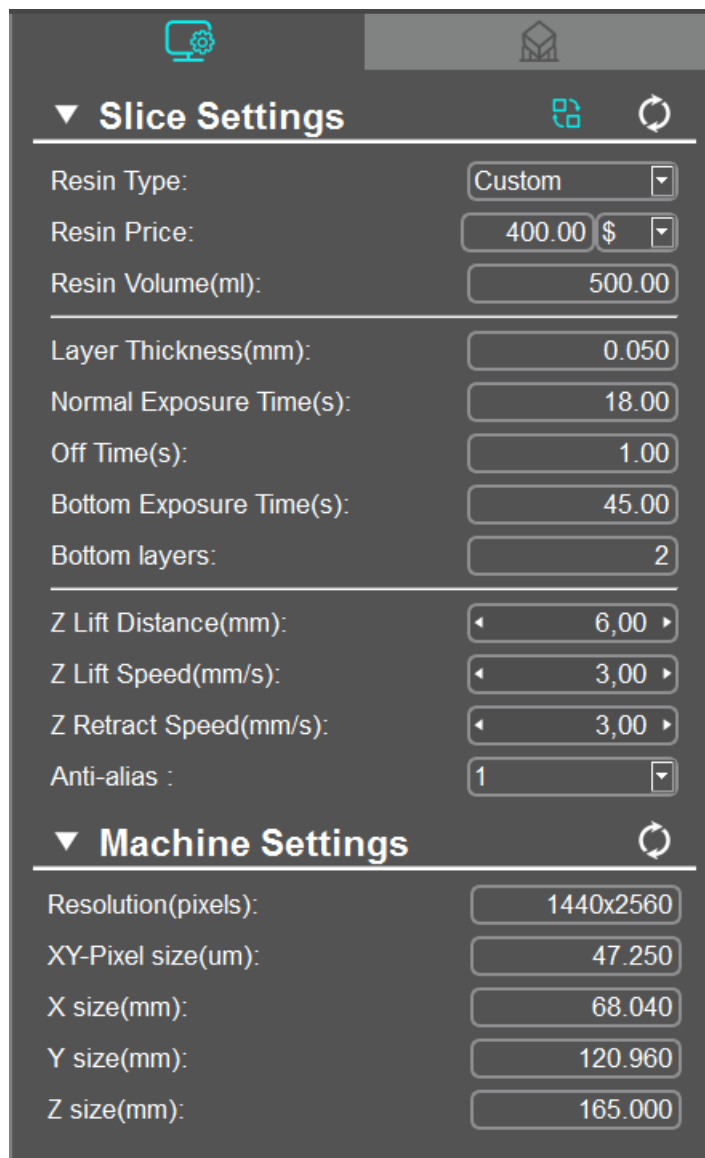 Slice Settings
Resin Type: Custom
Resin Price: 400.00 $
Resin Volume(ml): 500.00
Layer Thickness(mm): 0.050
Normal Exposure Time(s): 18.00
Off Time(s): 1.00
Bottom Exposure Time(s): 45.00
Bottom layers: 2
Z Lift Distance(mm): 6,00
Z Lift Speed(mm/s): 3,00
Z Retract Speed(mm/s): 3,00
Anti-alias : 1
Machine Settings
Resolution(pixels): 1440x2560
XY-Pixel size(um): 47.250
X size(mm): 68.040
Y size(mm): 120.960
Z size(mm): 165.000